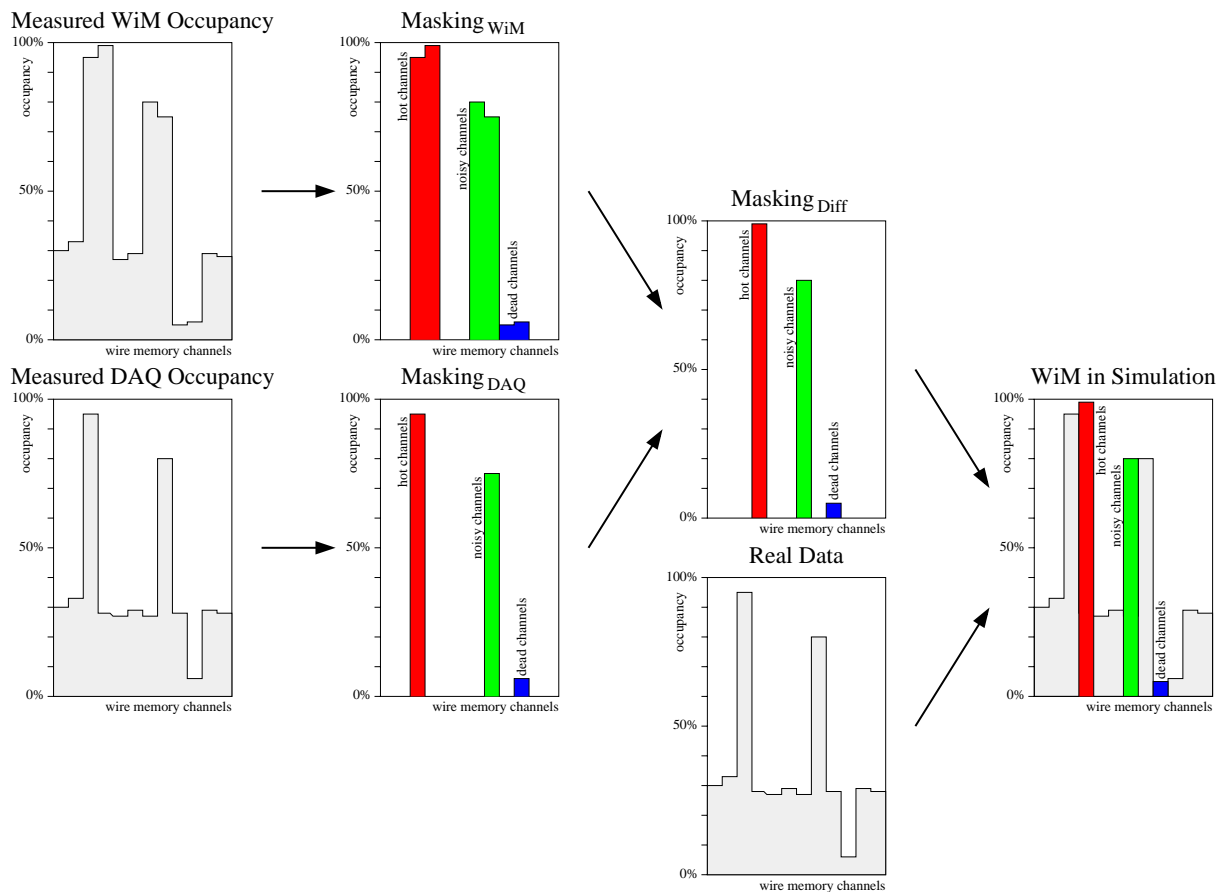 Measured WiM Occupancy
100%
occupancy
50%
0%
Masking WiM
100%
occupancy
hot channels
noisy channels
dead channels
50%
0%
wire memory channels
wire memory channels
Measured DAQ Occupancy
100%
occupancy
50%
0%
wire memory channels
Masking DAQ
100%
occupancy
hot channels
noisy channels
dead channels
50%
0%
wire memory channels
Masking Diff
100%
occupancy
hot channels
noisy channels
dead channels
50%
0%
wire memory channels
Real Data
100%
occupancy
50%
0%
wire memory channels
WiM in Simulation
100%
occupancy
hot channels
noisy channels
dead channels
50%
0%
wire memory channels